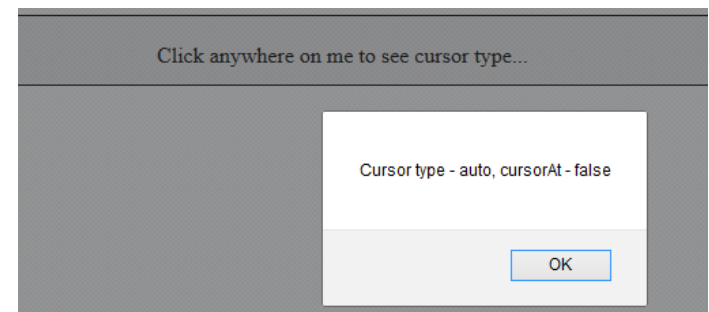 Click anywhere on me to see cursor type...
Cursor type - auto, cursorAt - false
OK